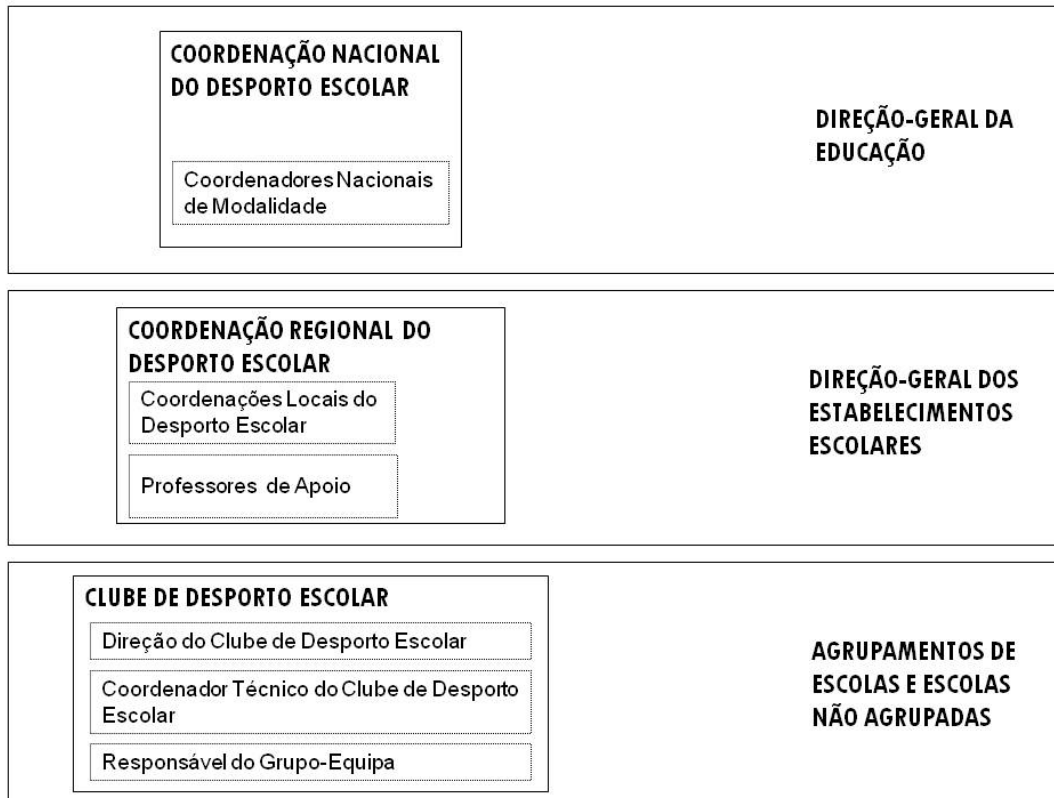 COORDENAÇÃO NACIONAL
DO DESPORTO ESCOLAR
Coordenadores Nacionais
de Modalidade
DIREÇÃO-GERAL DA
EDUCAÇÃO
COORDENAÇÃO REGIONAL DO
DESPORTO ESCOLAR
Coordenações Locais do
Desporto Escolar
Professores de Apoio
DIREÇÃO-GERAL DOS
ESTABELECIMENTOS
ESCOLARES
CLUBE DE DESPORTO ESCOLAR
Direção do Clube de Desporto Escolar
Coordenador Técnico do Clube de Desporto
Escolar
Responsável do Grupo-Equipa
AGRUPAMENTOS DE
ESCOLAS E ESCOLAS
NÃO AGRUPADAS